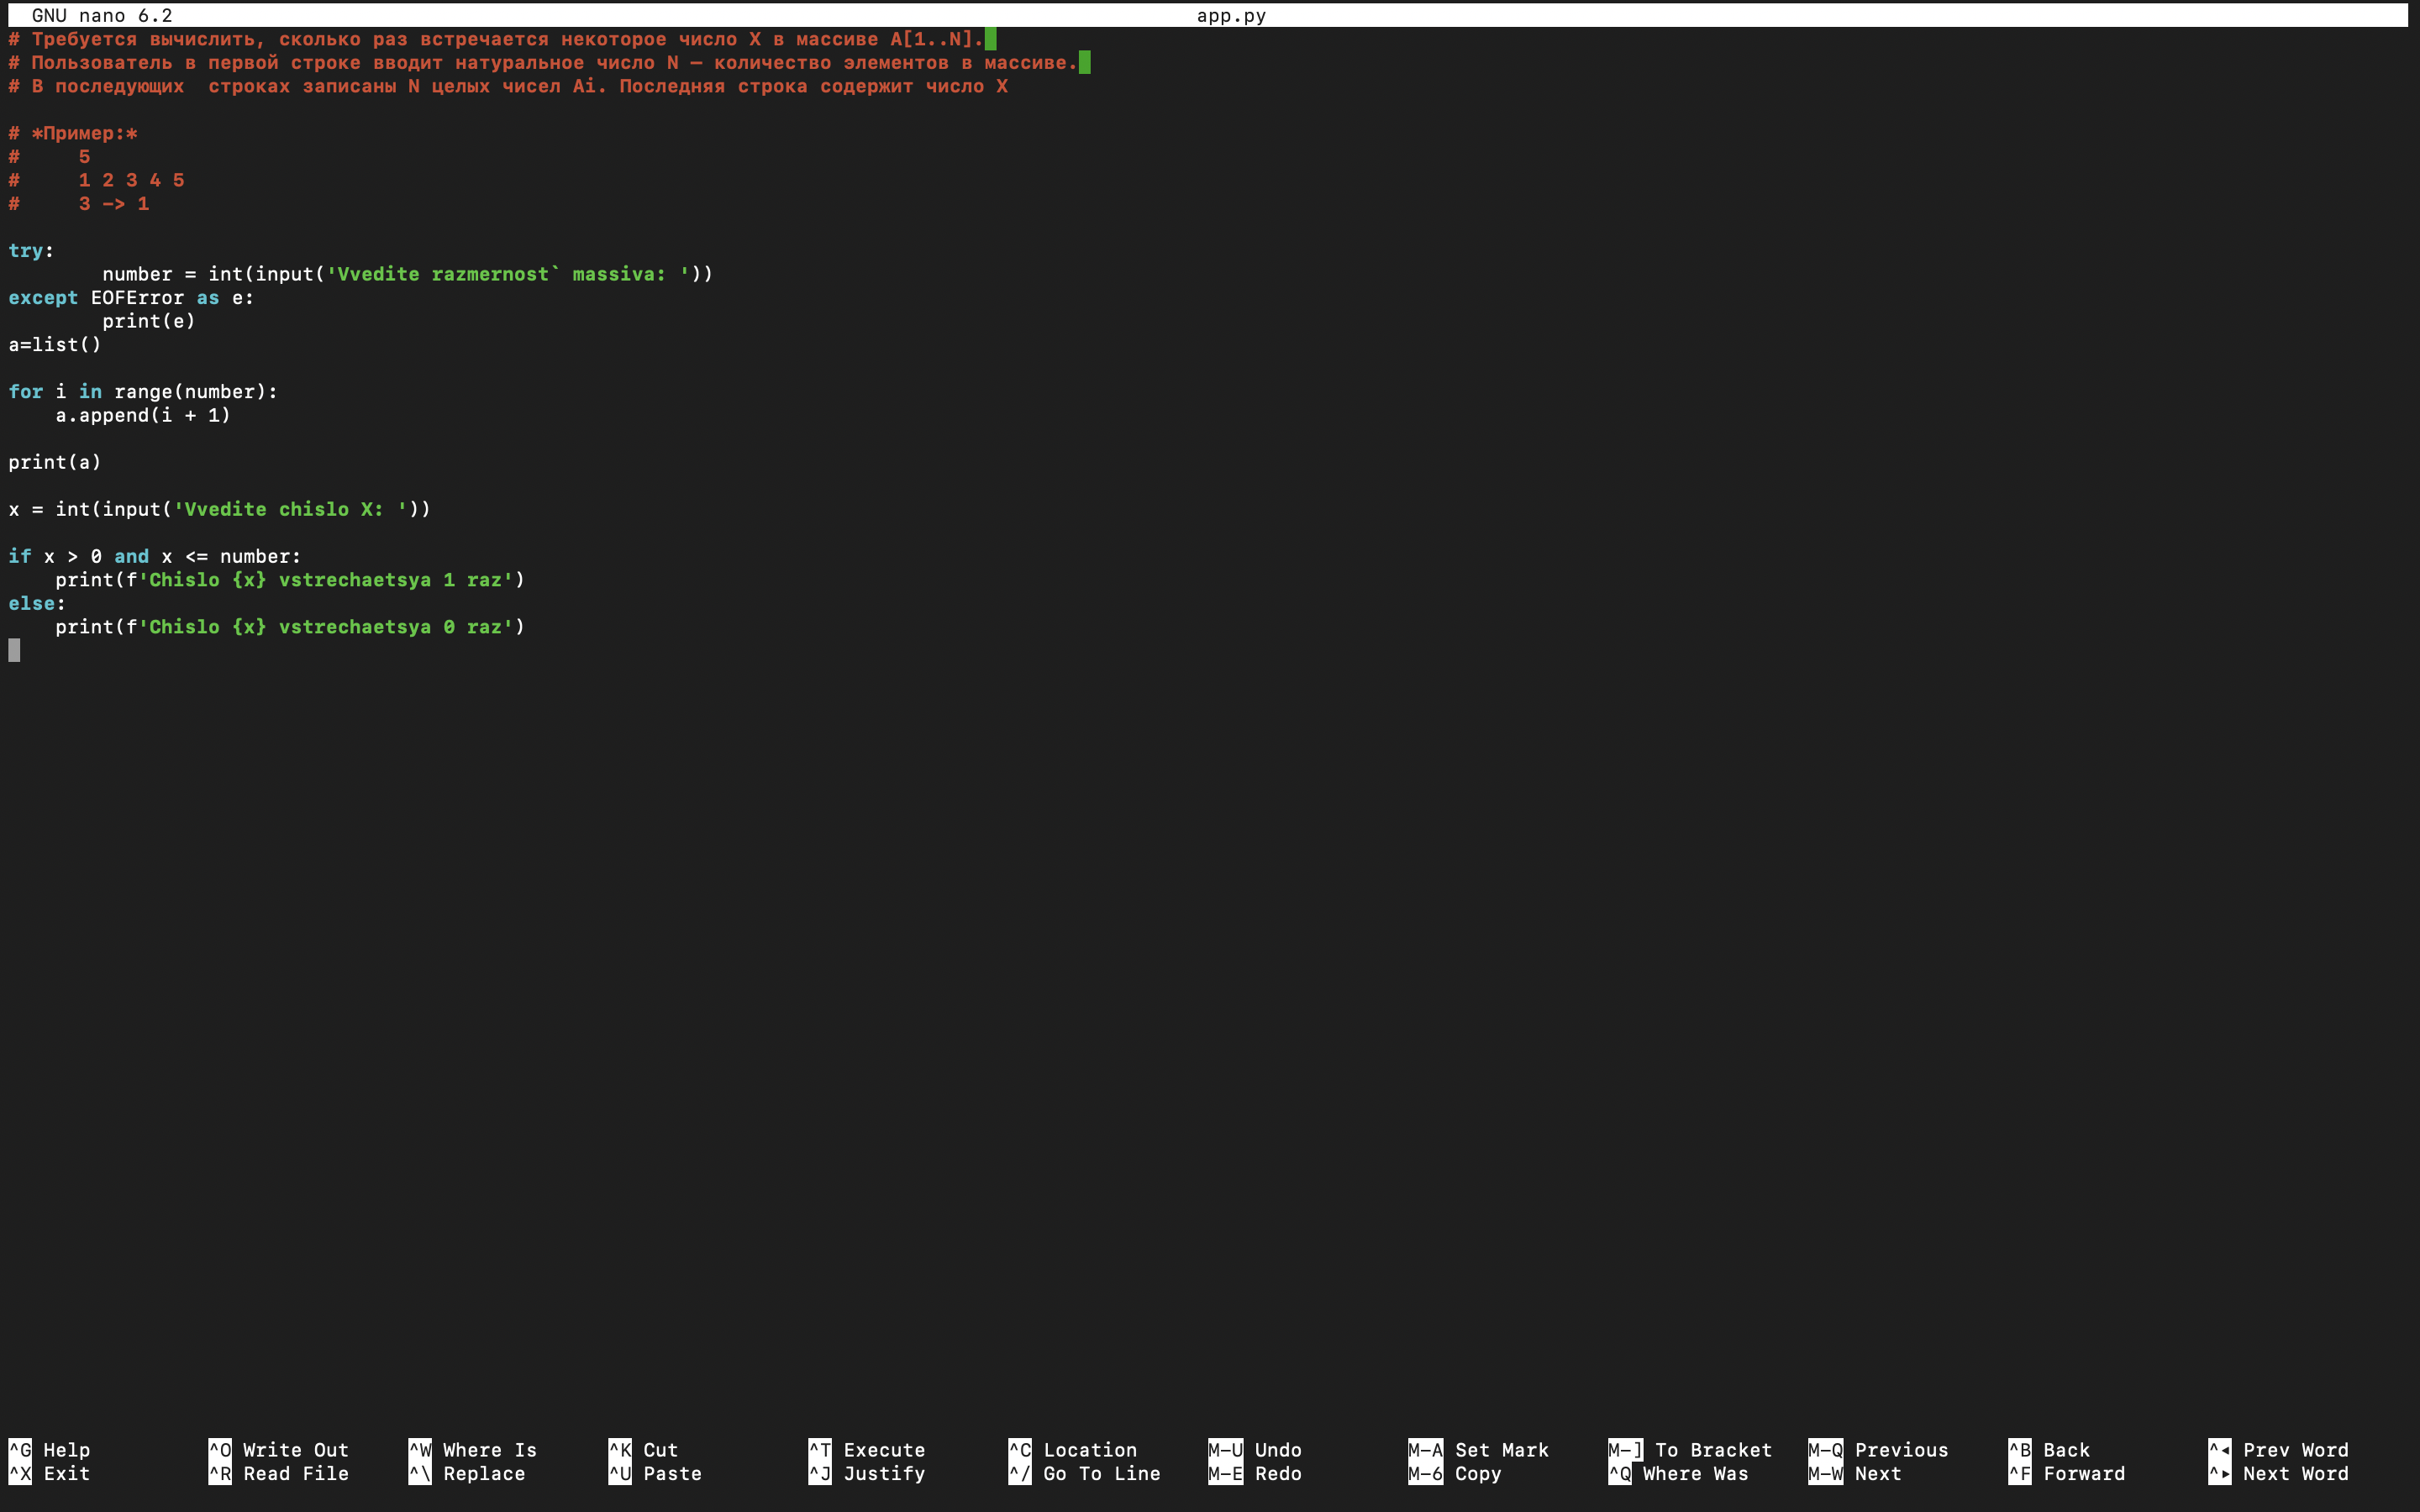 GNU nano 6.2 app.py
# Требуется вычислить, сколько раз встречается некоторое число X в массиве A[1..N].
# Пользователь в первой строке вводит натуральное число N — количество элементов в массиве.
# В последующих  строках записаны N целых чисел Ai. Последняя строка содержит число X

# *Пример:*
#     5
#     1 2 3 4 5
#     3 -> 1

try:
        number = int(input('Vvedite razmernost` massiva: '))
except EOFError as e:
        print(e)
a=list()

for i in range(number):
    a.append(i + 1)

print(a)

x = int(input('Vvedite chislo X: '))

if x > 0 and x <= number:
    print(f'Chislo {x} vstrechaetsya 1 raz')
else:
    print(f'Chislo {x} vstrechaetsya 0 raz')

^G Help ^O Write Out ^W Where Is ^K Cut ^T Execute ^C Location M-U Undo M-A Set Mark M-] To Bracket M-Q Previous ^B Back ^◂ Prev Word
^X Exit ^R Read File ^\ Replace ^U Paste ^J Justify ^/ Go To Line M-E Redo M-6 Copy ^Q Where Was M-W Next ^F Forward ^▸ Next Word